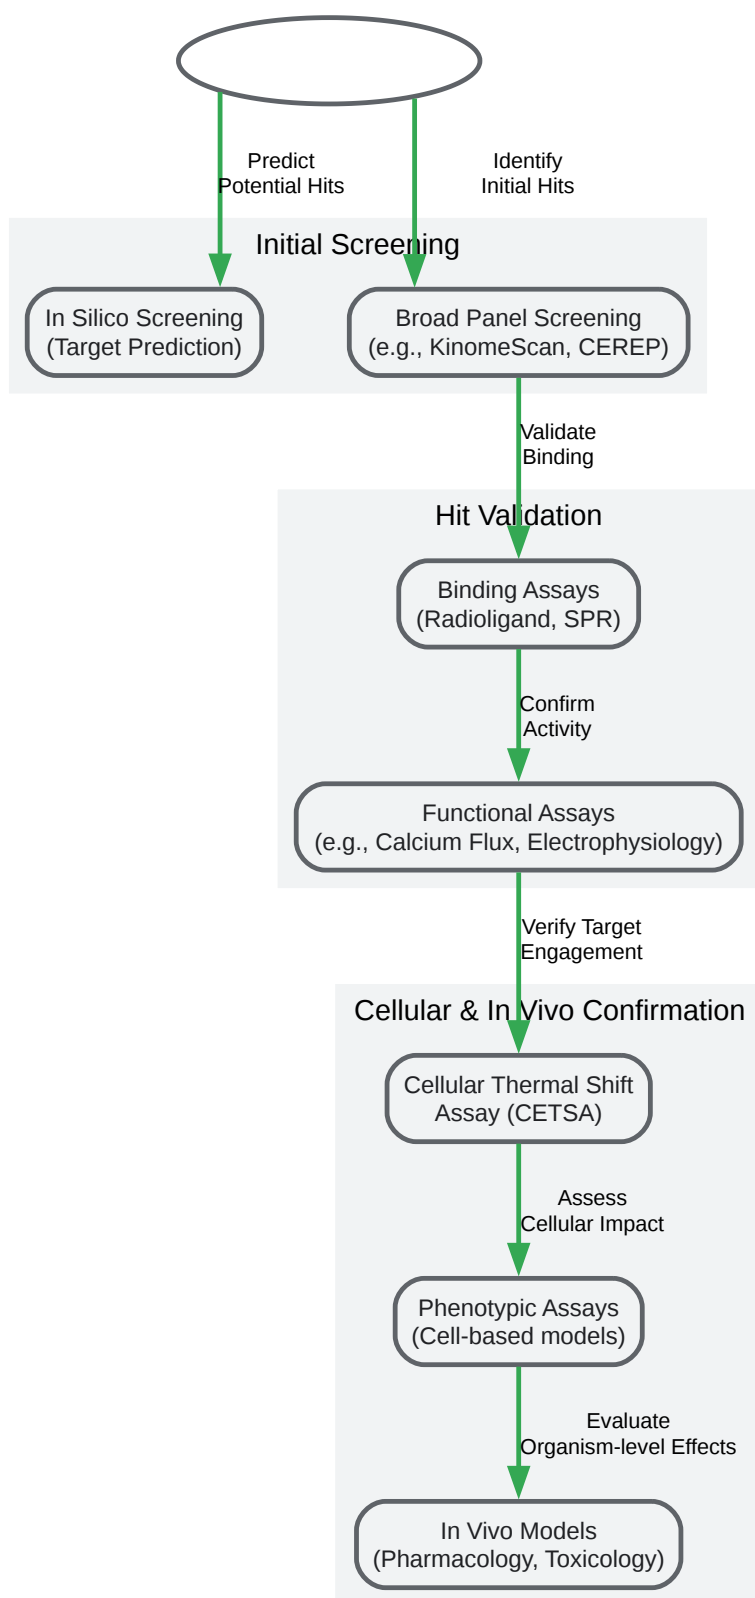 Predict
Potential Hits
Identify
Initial Hits
Initial Screening
In Silico Screening
(Target Prediction)
Broad Panel Screening
(e.g., KinomeScan, CEREP)
Validate
Binding
Hit Validation
Binding Assays
(Radioligand, SPR)
Confirm
Activity
Functional Assays
(e.g., Calcium Flux, Electrophysiology)
Verify Target
Engagement
Cellular & In Vivo Confirmation
Cellular Thermal Shift
Assay (CETSA)
Assess
Cellular Impact
Phenotypic Assays
(Cell-based models)
Evaluate
Organism-level Effects
In Vivo Models
(Pharmacology, Toxicology)